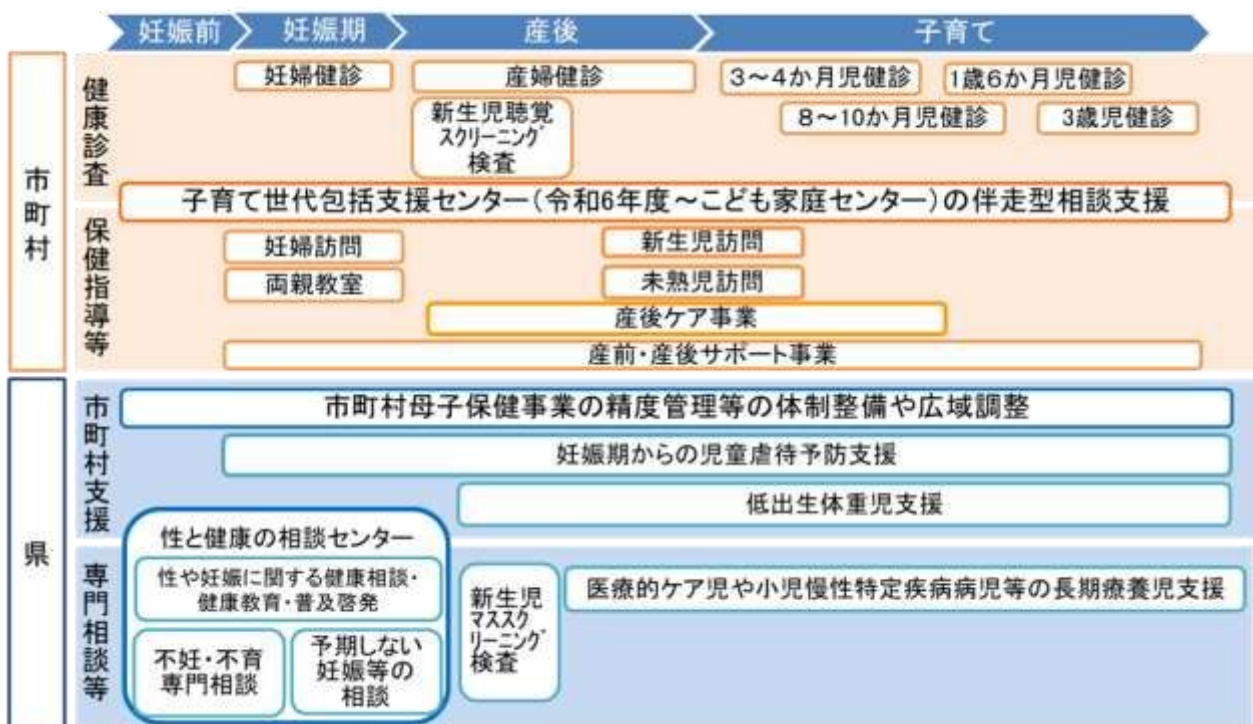 妊娠前
妊娠期
産後
子育て
市町村
健康診査
妊婦健診
産婦健診
3～4か月児健診
1歳6か月児健診
新生児聴覚
スクリーニング
検査
8～10か月児健診
3歳児健診
子育て世代包括支援センター（令和6年度～こども家庭センター）の伴走型相談支援
保健指導等
妊婦訪問
新生児訪問
両親教室
未熟児訪問
産後ケア事業
産前・産後サポート事業
県
市町村支援
市町村母子保健事業の精度管理等の体制整備や広域調整
妊娠期からの児童虐待予防支援
低出生体重児支援
専門相談等
性と健康の相談センター
性や妊娠に関する健康相談・
健康教育・普及啓発
不妊・不育
専門相談
予期しない
妊娠等の
相談
新生児
マススク
リーニング
検査
医療的ケア児や小児慢性特定疾病病児等の長期療養児支援